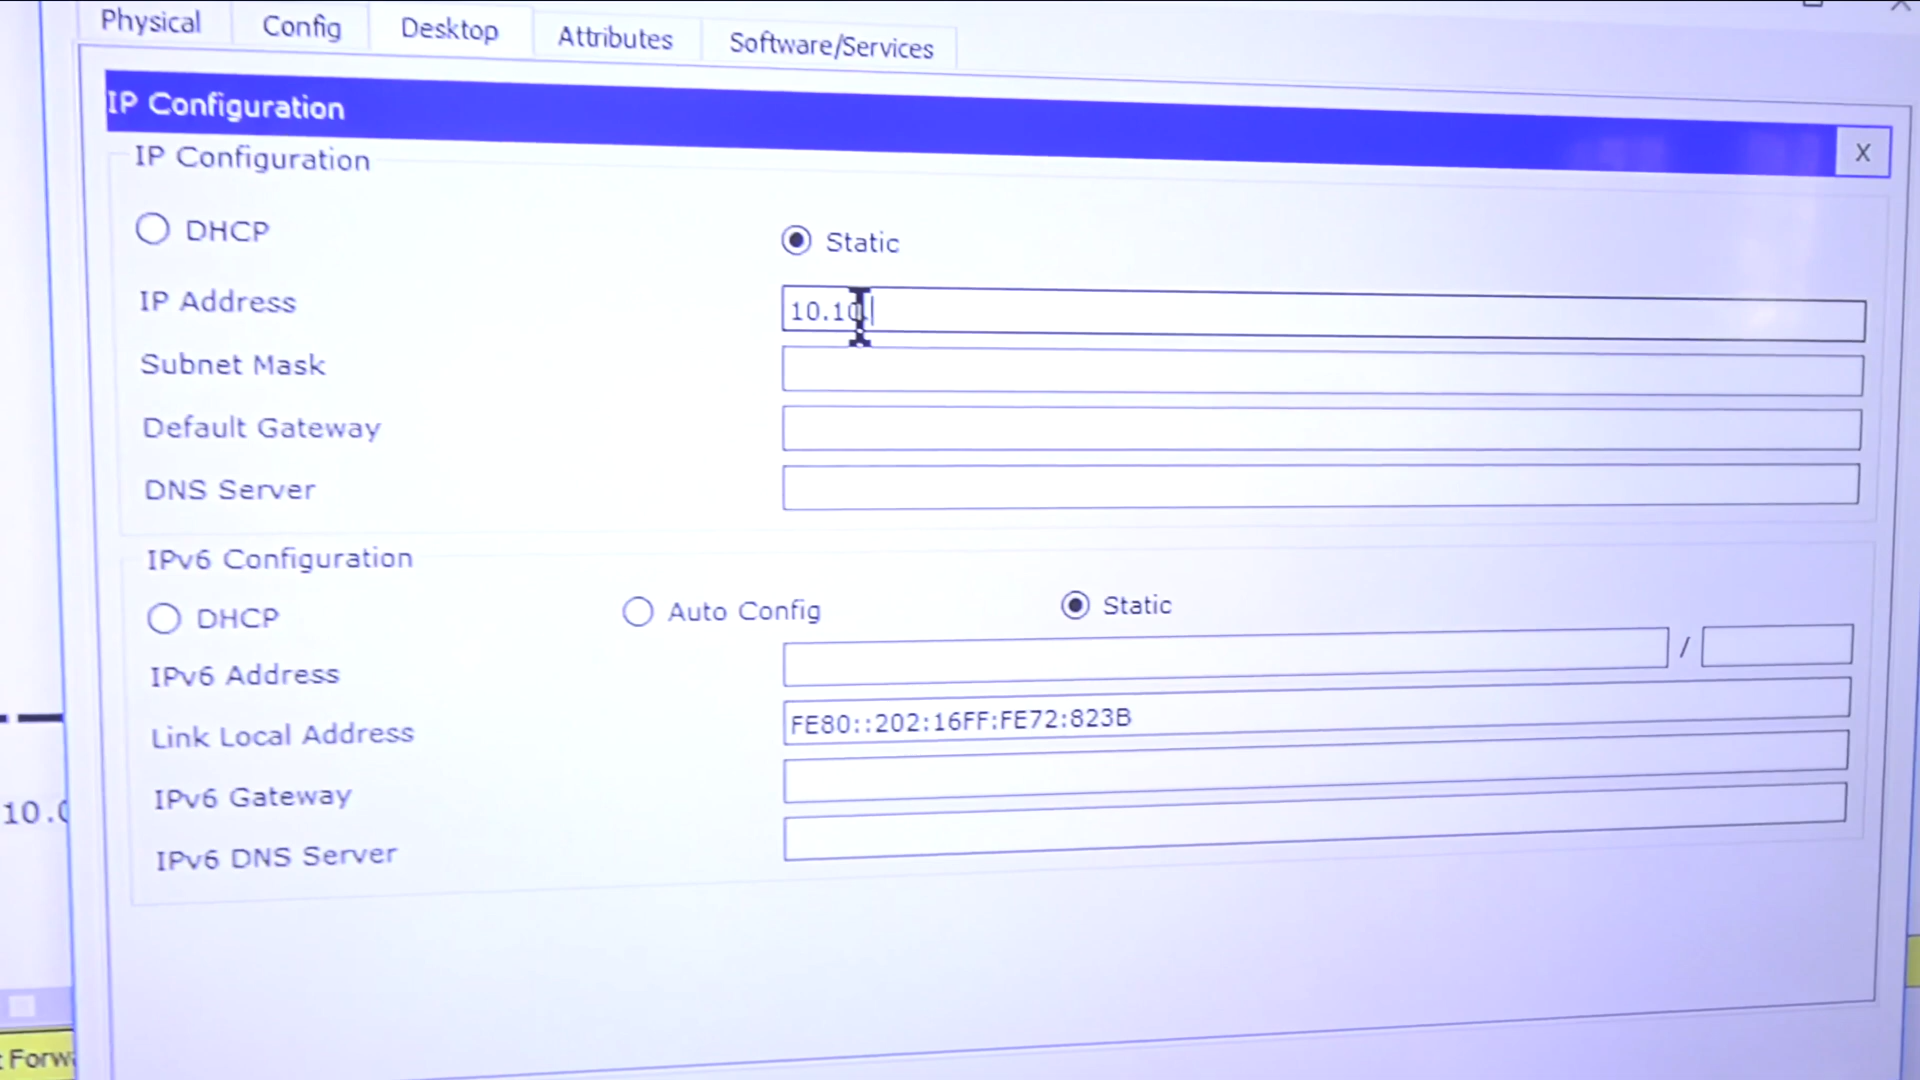 Physical Config Desktop Attributes Software/Services
IP Configuration
X
IP Configuration
DHCP Static
IP Address 10.10.
Subnet Mask
Default Gateway
DNS Server
IPv6 Configuration
DHCP Auto Config Static
IPv6 Address /
Link Local Address FE80::202:16FF:FE72:823B
IPv6 Gateway
IPv6 DNS Server
10.0